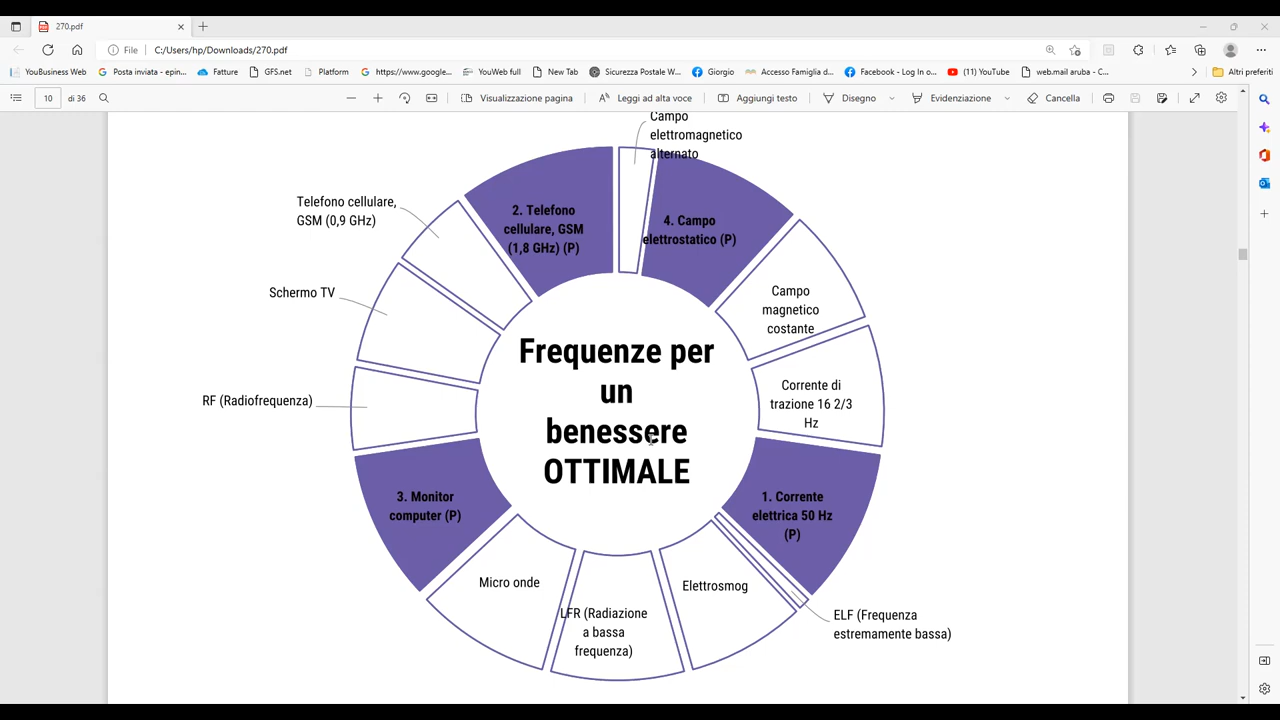 270.pdf
File
C:/Users/hp/Downloads/270.pdf
YouBusiness Web
Posta inviata - epin...
Fatture
GFS.net
Platform
https://www.google...
YouWeb full
New Tab
Sicurezza Postale W...
Giorgio
Accesso Famiglia d...
Facebook - Log In o...
(11) YouTube
web.mail aruba - C...
Altri preferiti
10
di 36
Visualizzazione pagina
Leggi ad alta voce
Aggiungi testo
Disegno
Evidenziazione
Cancella
Campo
elettromagnetico
alternato
Telefono cellulare,
GSM (0,9 GHz)
2. Telefono
cellulare, GSM
(1,8 GHz) (P)
4. Campo
elettrostatico (P)
Schermo TV
Campo
magnetico
costante
Frequenze per
un
benessere
OTTIMALE
RF (Radiofrequenza)
Corrente di
trazione 16 2/3
Hz
3. Monitor
computer (P)
1. Corrente
elettrica 50 Hz
(P)
Micro onde
LFR (Radiazione
a bassa
frequenza)
Elettrosmog
ELF (Frequenza
estremamente bassa)